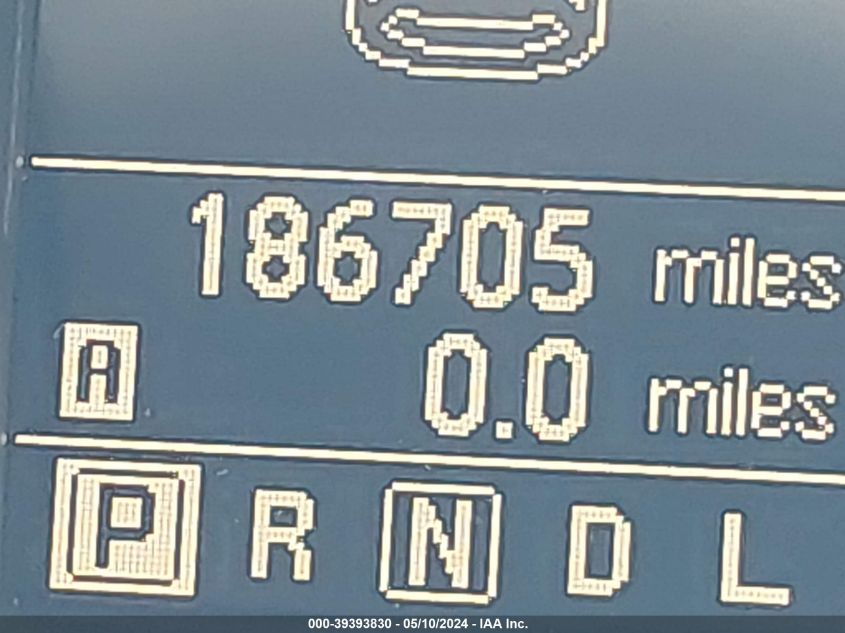 186705 miles
A 0.0 miles
P R N D L
000-39393830 - 05/10/2024 - IAA Inc.